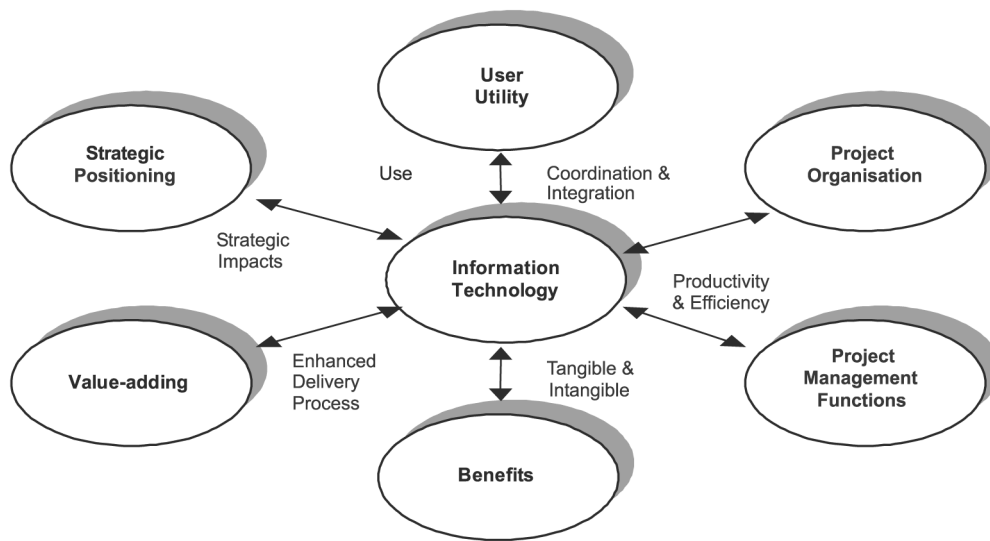 User
Utility
Strategic
Positioning
Project
Organisation
Use
Coordination &
Integration
Strategic
Impacts
Information
Technology
Productivity
& Efficiency
Value-adding
Enhanced
Delivery
Process
Tangible &
Intangible
Project
Management
Functions
Benefits